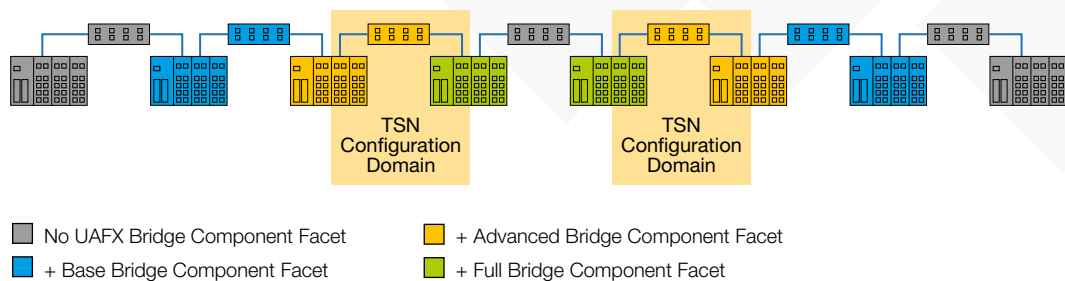 TSN
Configuration
Domain
TSN
Configuration
Domain
No UAFX Bridge Component Facet
+ Base Bridge Component Facet
+ Advanced Bridge Component Facet
+ Full Bridge Component Facet